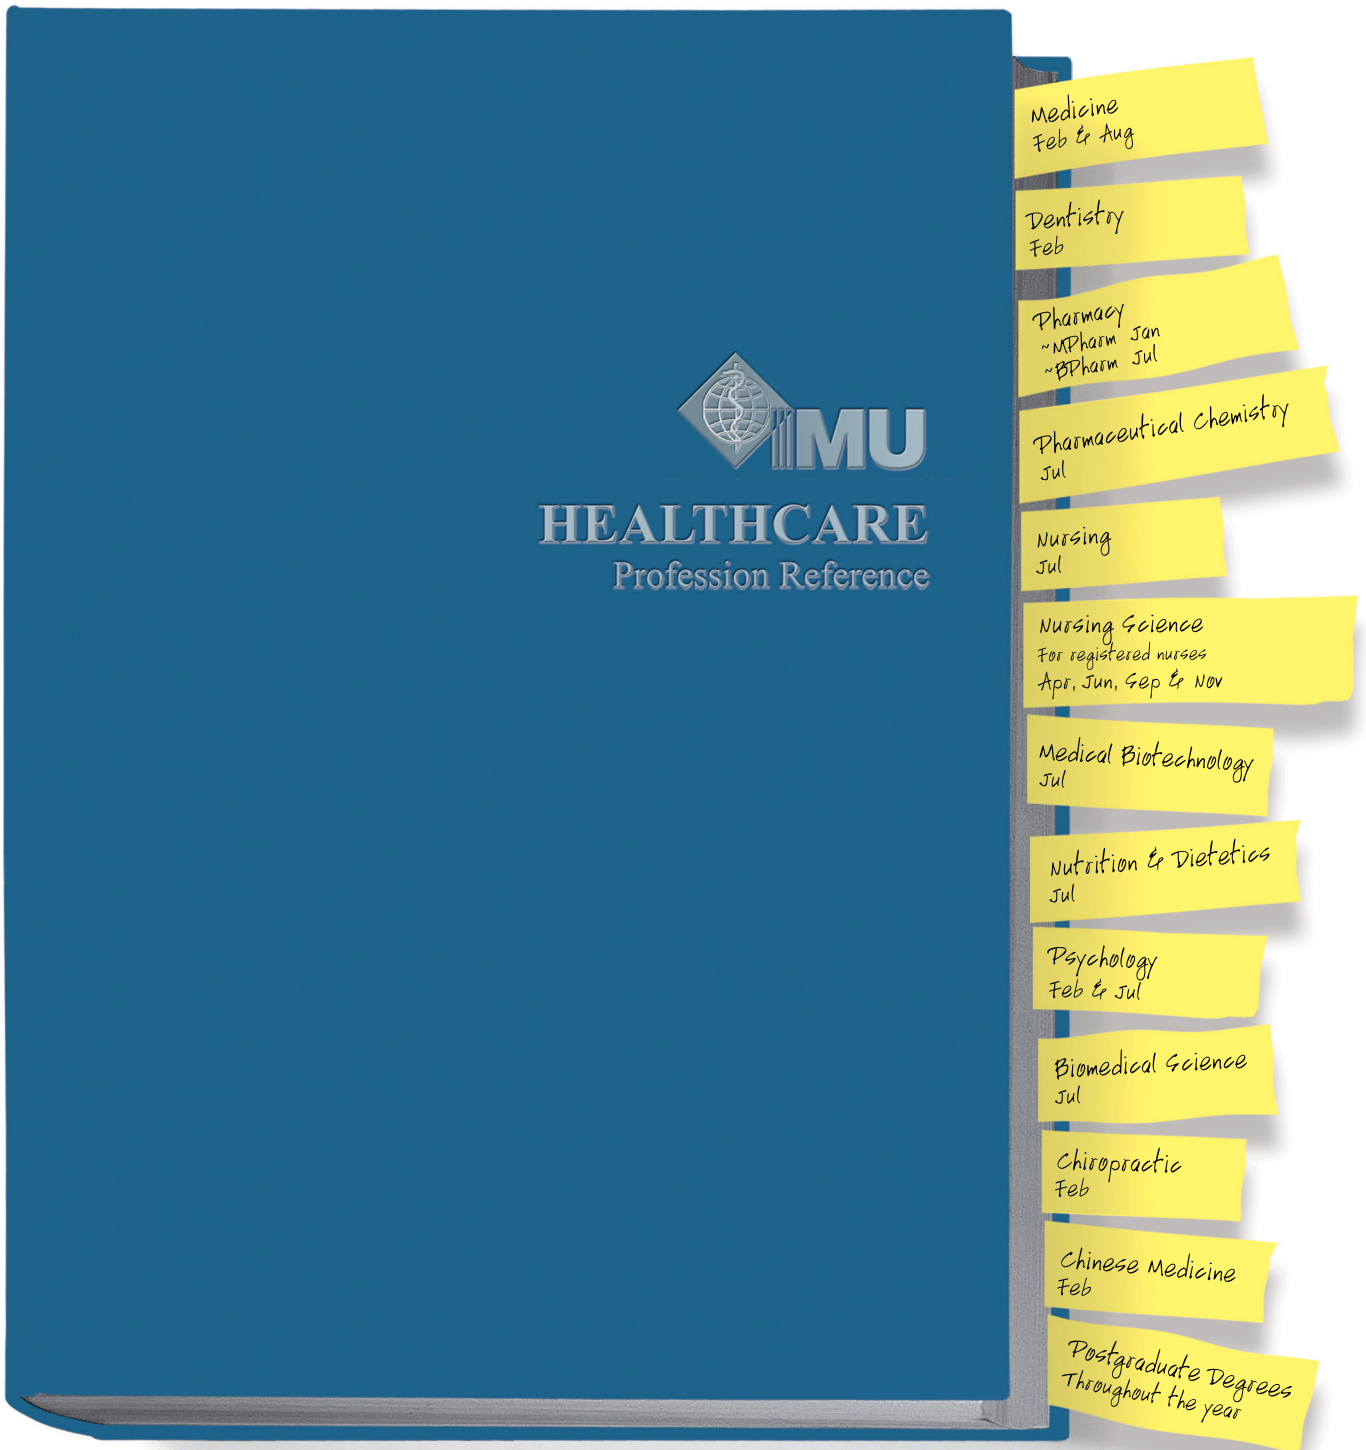 IMU
HEALTHCARE
Profession Reference
Medicine
Feb & Aug
Dentistry
Feb
Pharmacy
~MPharm Jan
~BPharm Jul
Pharmaceutical Chemistry
Jul
Nursing
Jul
Nursing Science
For registered nurses
Apr, Jun, Sep & Nov
Medical Biotechnology
Jul
Nutrition & Dietetics
Jul
Psychology
Feb & Jul
Biomedical Science
Jul
Chiropractic
Feb
Chinese Medicine
Feb
Postgraduate Degrees
Throughout the year